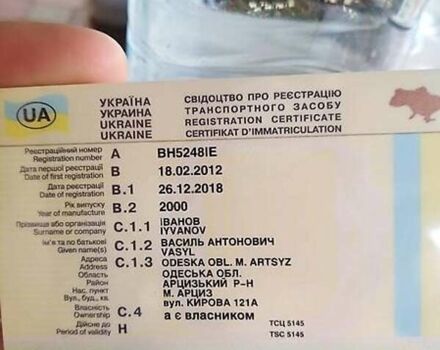 UA
УКРАЇНА
УКРАИНА
UKRAINE
UKRAINE
СВІДОЦТВО ПРО РЕЄСТРАЦІЮ
ТРАНСПОРТНОГО ЗАСОБУ
REGISTRATION CERTIFICATE
CERTIFIKAT D'IMMATRICULATION
Реєстраційний номер
Registration number A ВН5248ІЕ
Дата першої реєстрації
Date of first registration B 18.02.2012
Дата реєстрації
Date of registration B.1 26.12.2018
Рік випуску
Year of manufacture B.2 2000
Прізвище або організація
Surname or company C.1.1 ІВАНОВ
IYVANOV
Ім'я та по батькові
Given name(s) C.1.2 ВАСИЛЬ АНТОНОВИЧ
VASYL
Адреса
Address C.1.3 ODESKA OBL. M. ARTSYZ
Область ОДЕСЬКА ОБЛ.
Район АРЦИЗЬКИЙ Р-Н
Нас. пункт М. АРЦИЗ
Вул., буд., кв. ВУЛ. КИРОВА 121А
Власність
Ownership C.4 а є власником
Дійсне до
Period of validity H
ТСЦ 5145
TSC 5145